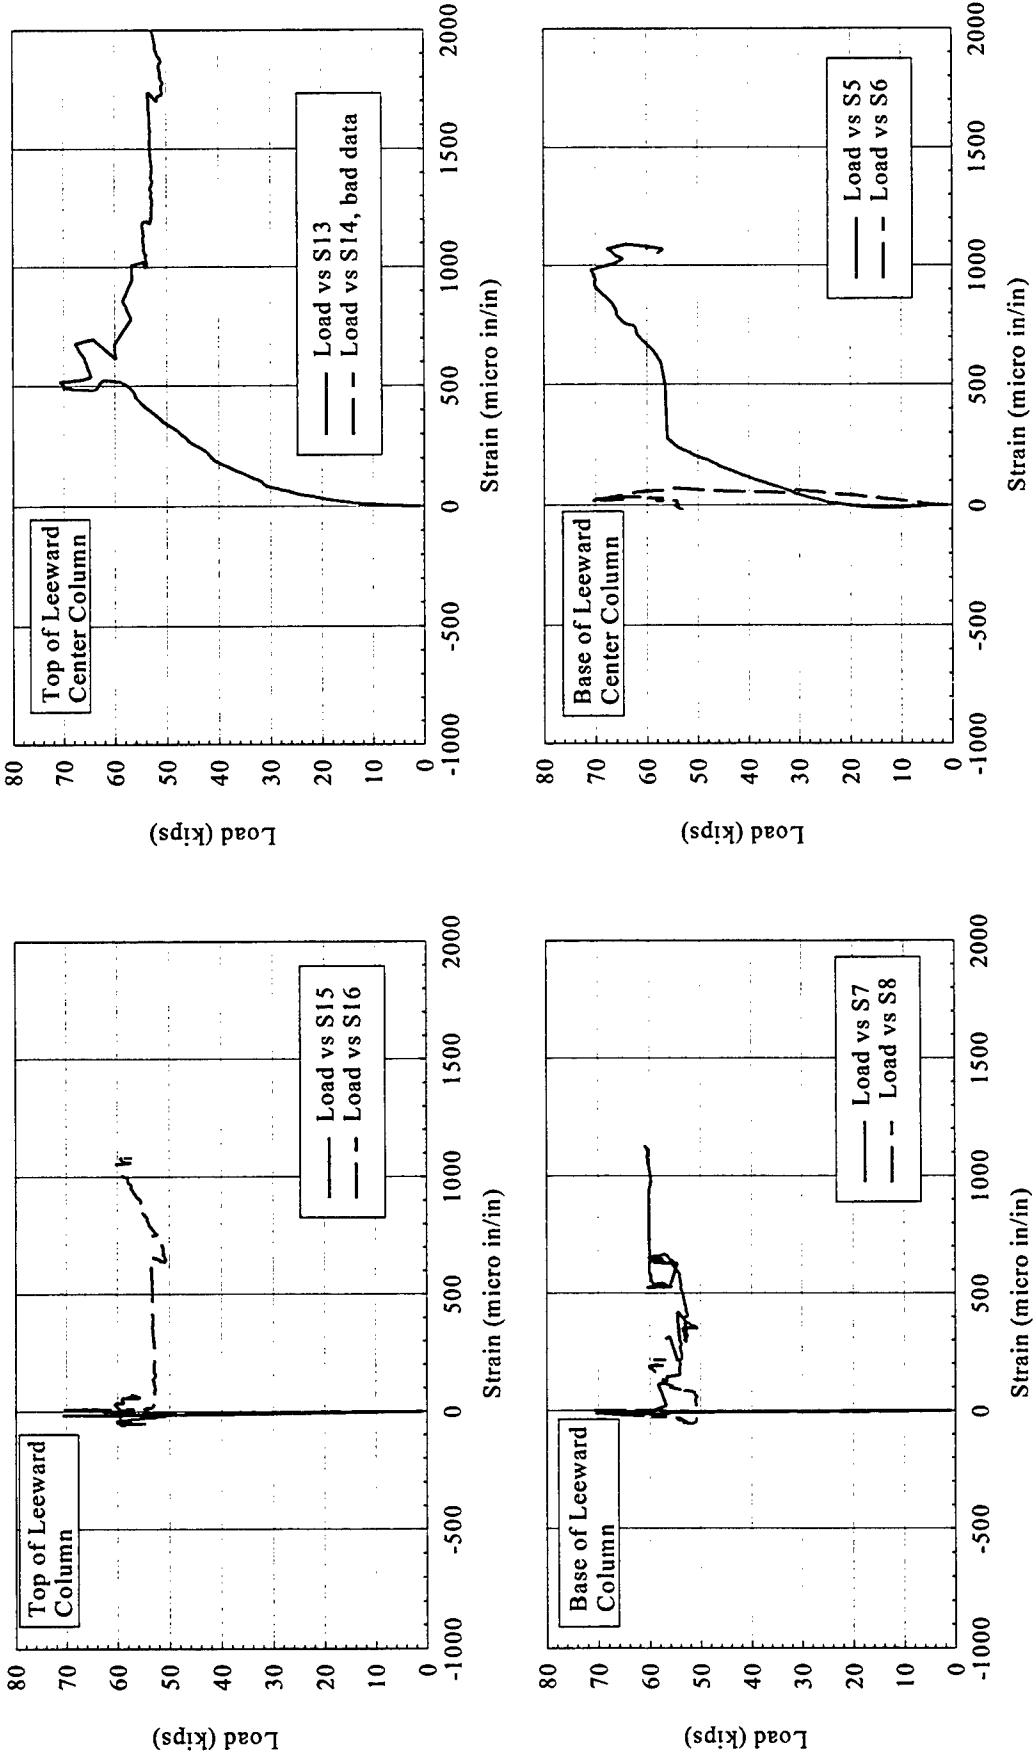 Top of Leeward
Column
Load (kips)
80
70
60
50
40
30
20
10
0
-1000
-500
0
500
1000
1500
2000
Strain (micro in/in)
Load vs S15
Load vs S16
Top of Leeward
Center Column
Load (kips)
80
70
60
50
40
30
20
10
0
-1000
-500
0
500
1000
1500
2000
Strain (micro in/in)
Load vs S13
Load vs S14, bad data
Base of Leeward
Column
Load (kips)
80
70
60
50
40
30
20
10
0
-1000
-500
0
500
1000
1500
2000
Strain (micro in/in)
Load vs S7
Load vs S8
Base of Leeward
Center Column
Load (kips)
80
70
60
50
40
30
20
10
0
-1000
-500
0
500
1000
1500
2000
Strain (micro in/in)
Load vs S5
Load vs S6